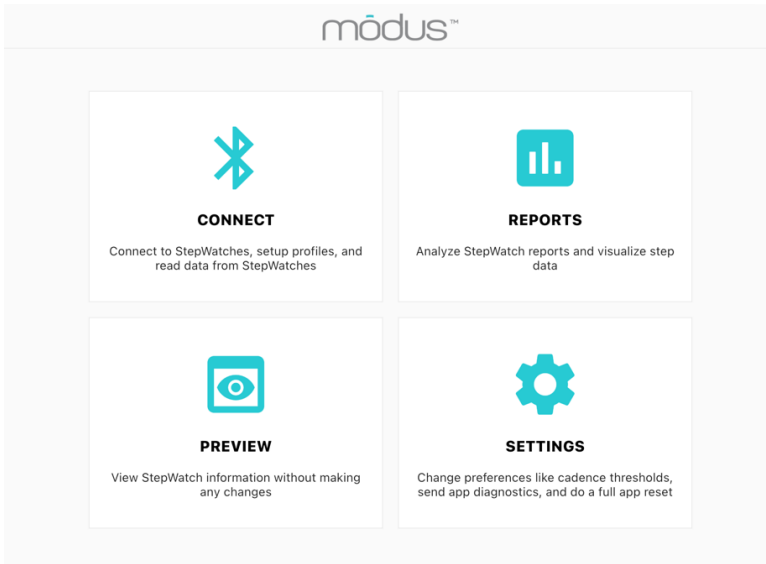 mōdus™
CONNECT
Connect to StepWatches, setup profiles, and
read data from StepWatches
REPORTS
Analyze StepWatch reports and visualize step
data
PREVIEW
View StepWatch information without making
any changes
SETTINGS
Change preferences like cadence thresholds,
send app diagnostics, and do a full app reset